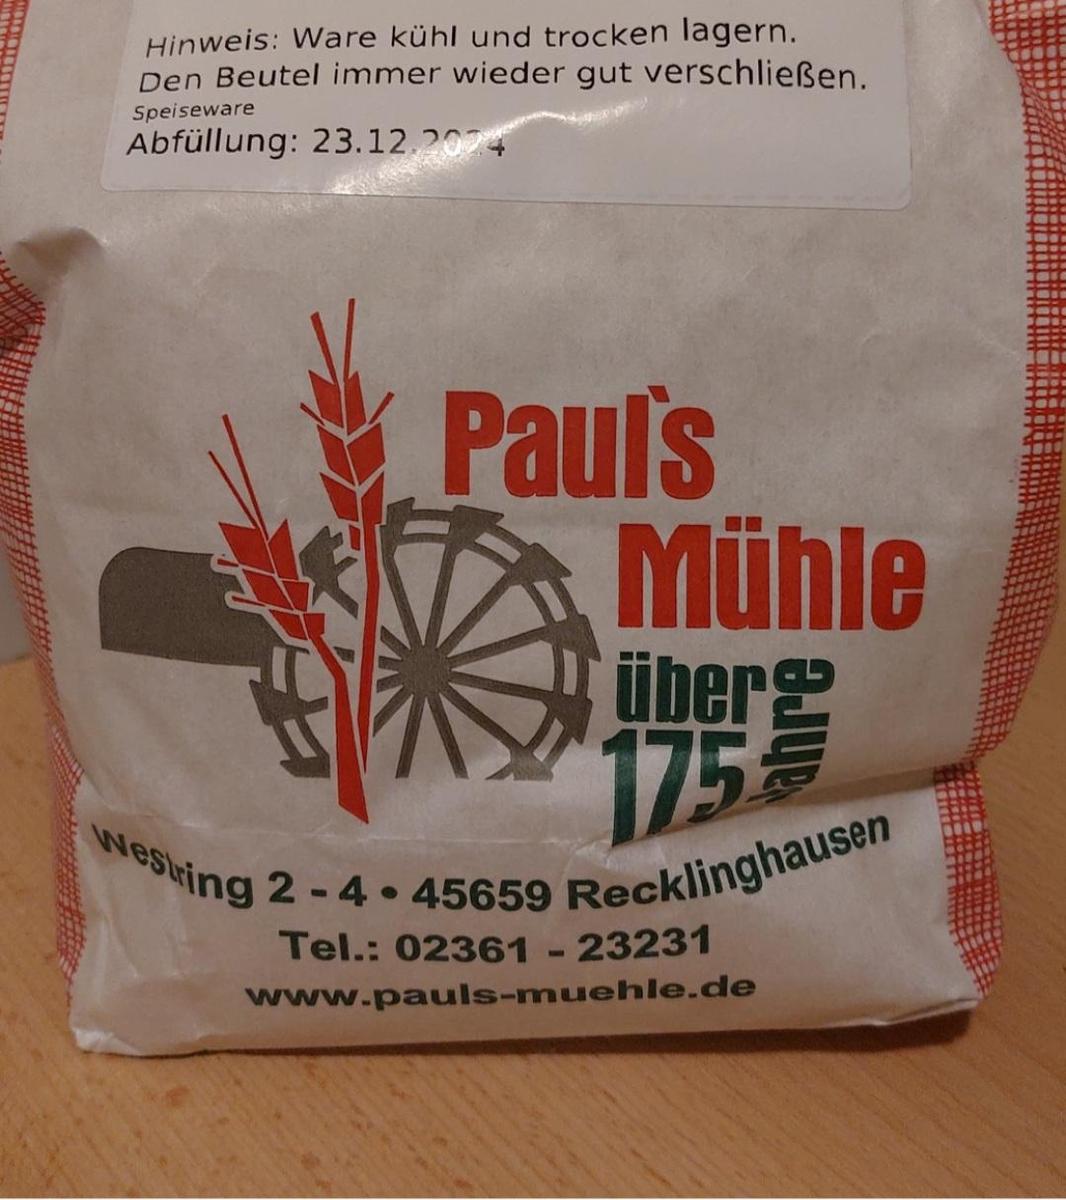 Hinweis: Ware kühl und trocken lagern.
Den Beutel immer wieder gut verschließen.
Speiseware
Abfüllung: 23.12.2024
Paul`s
Mühle
über
175
Jahre
Westring 2 - 4 • 45659 Recklinghausen
Tel.: 02361 - 23231
www.pauls-muehle.de